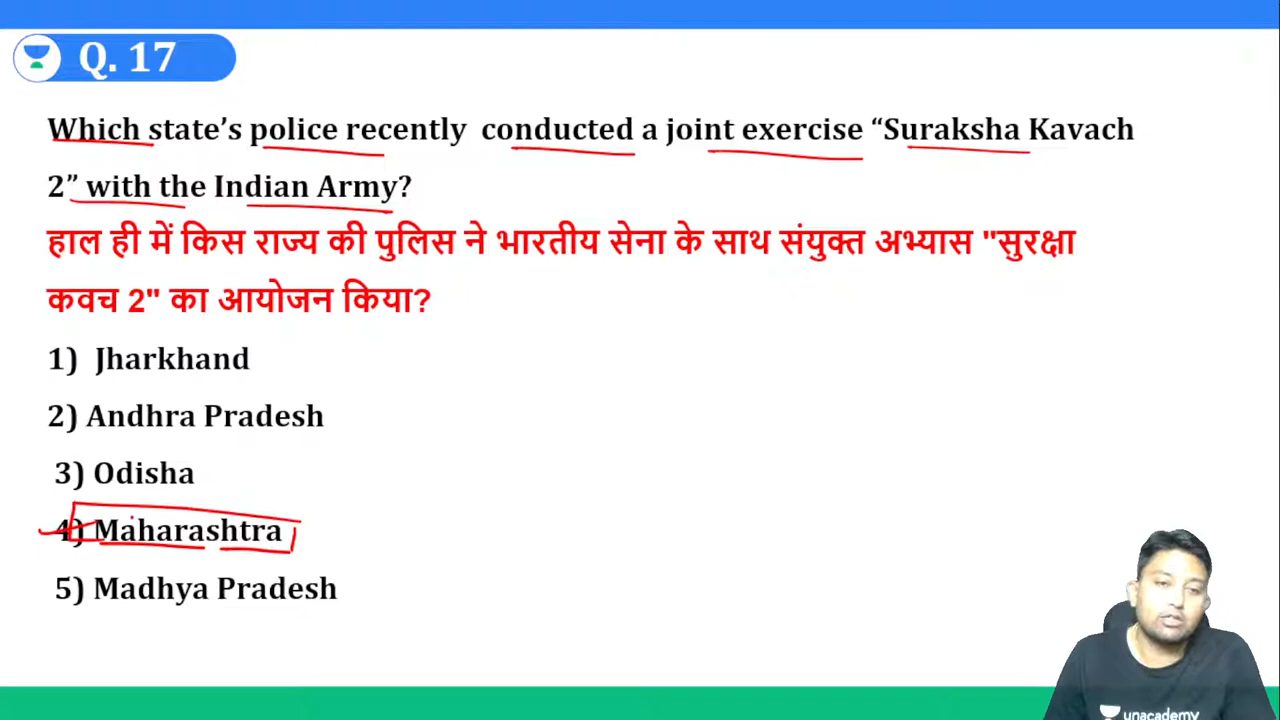 Q. 17
Which state's police recently conducted a joint exercise “Suraksha Kavach
2” with the Indian Army?
हाल ही में किस राज्य की पुलिस ने भारतीय सेना के साथ संयुक्त अभ्यास "सुरक्षा
कवच 2" का आयोजन किया?
1) Jharkhand
2) Andhra Pradesh
3) Odisha
4) Maharashtra
5) Madhya Pradesh
unacademy